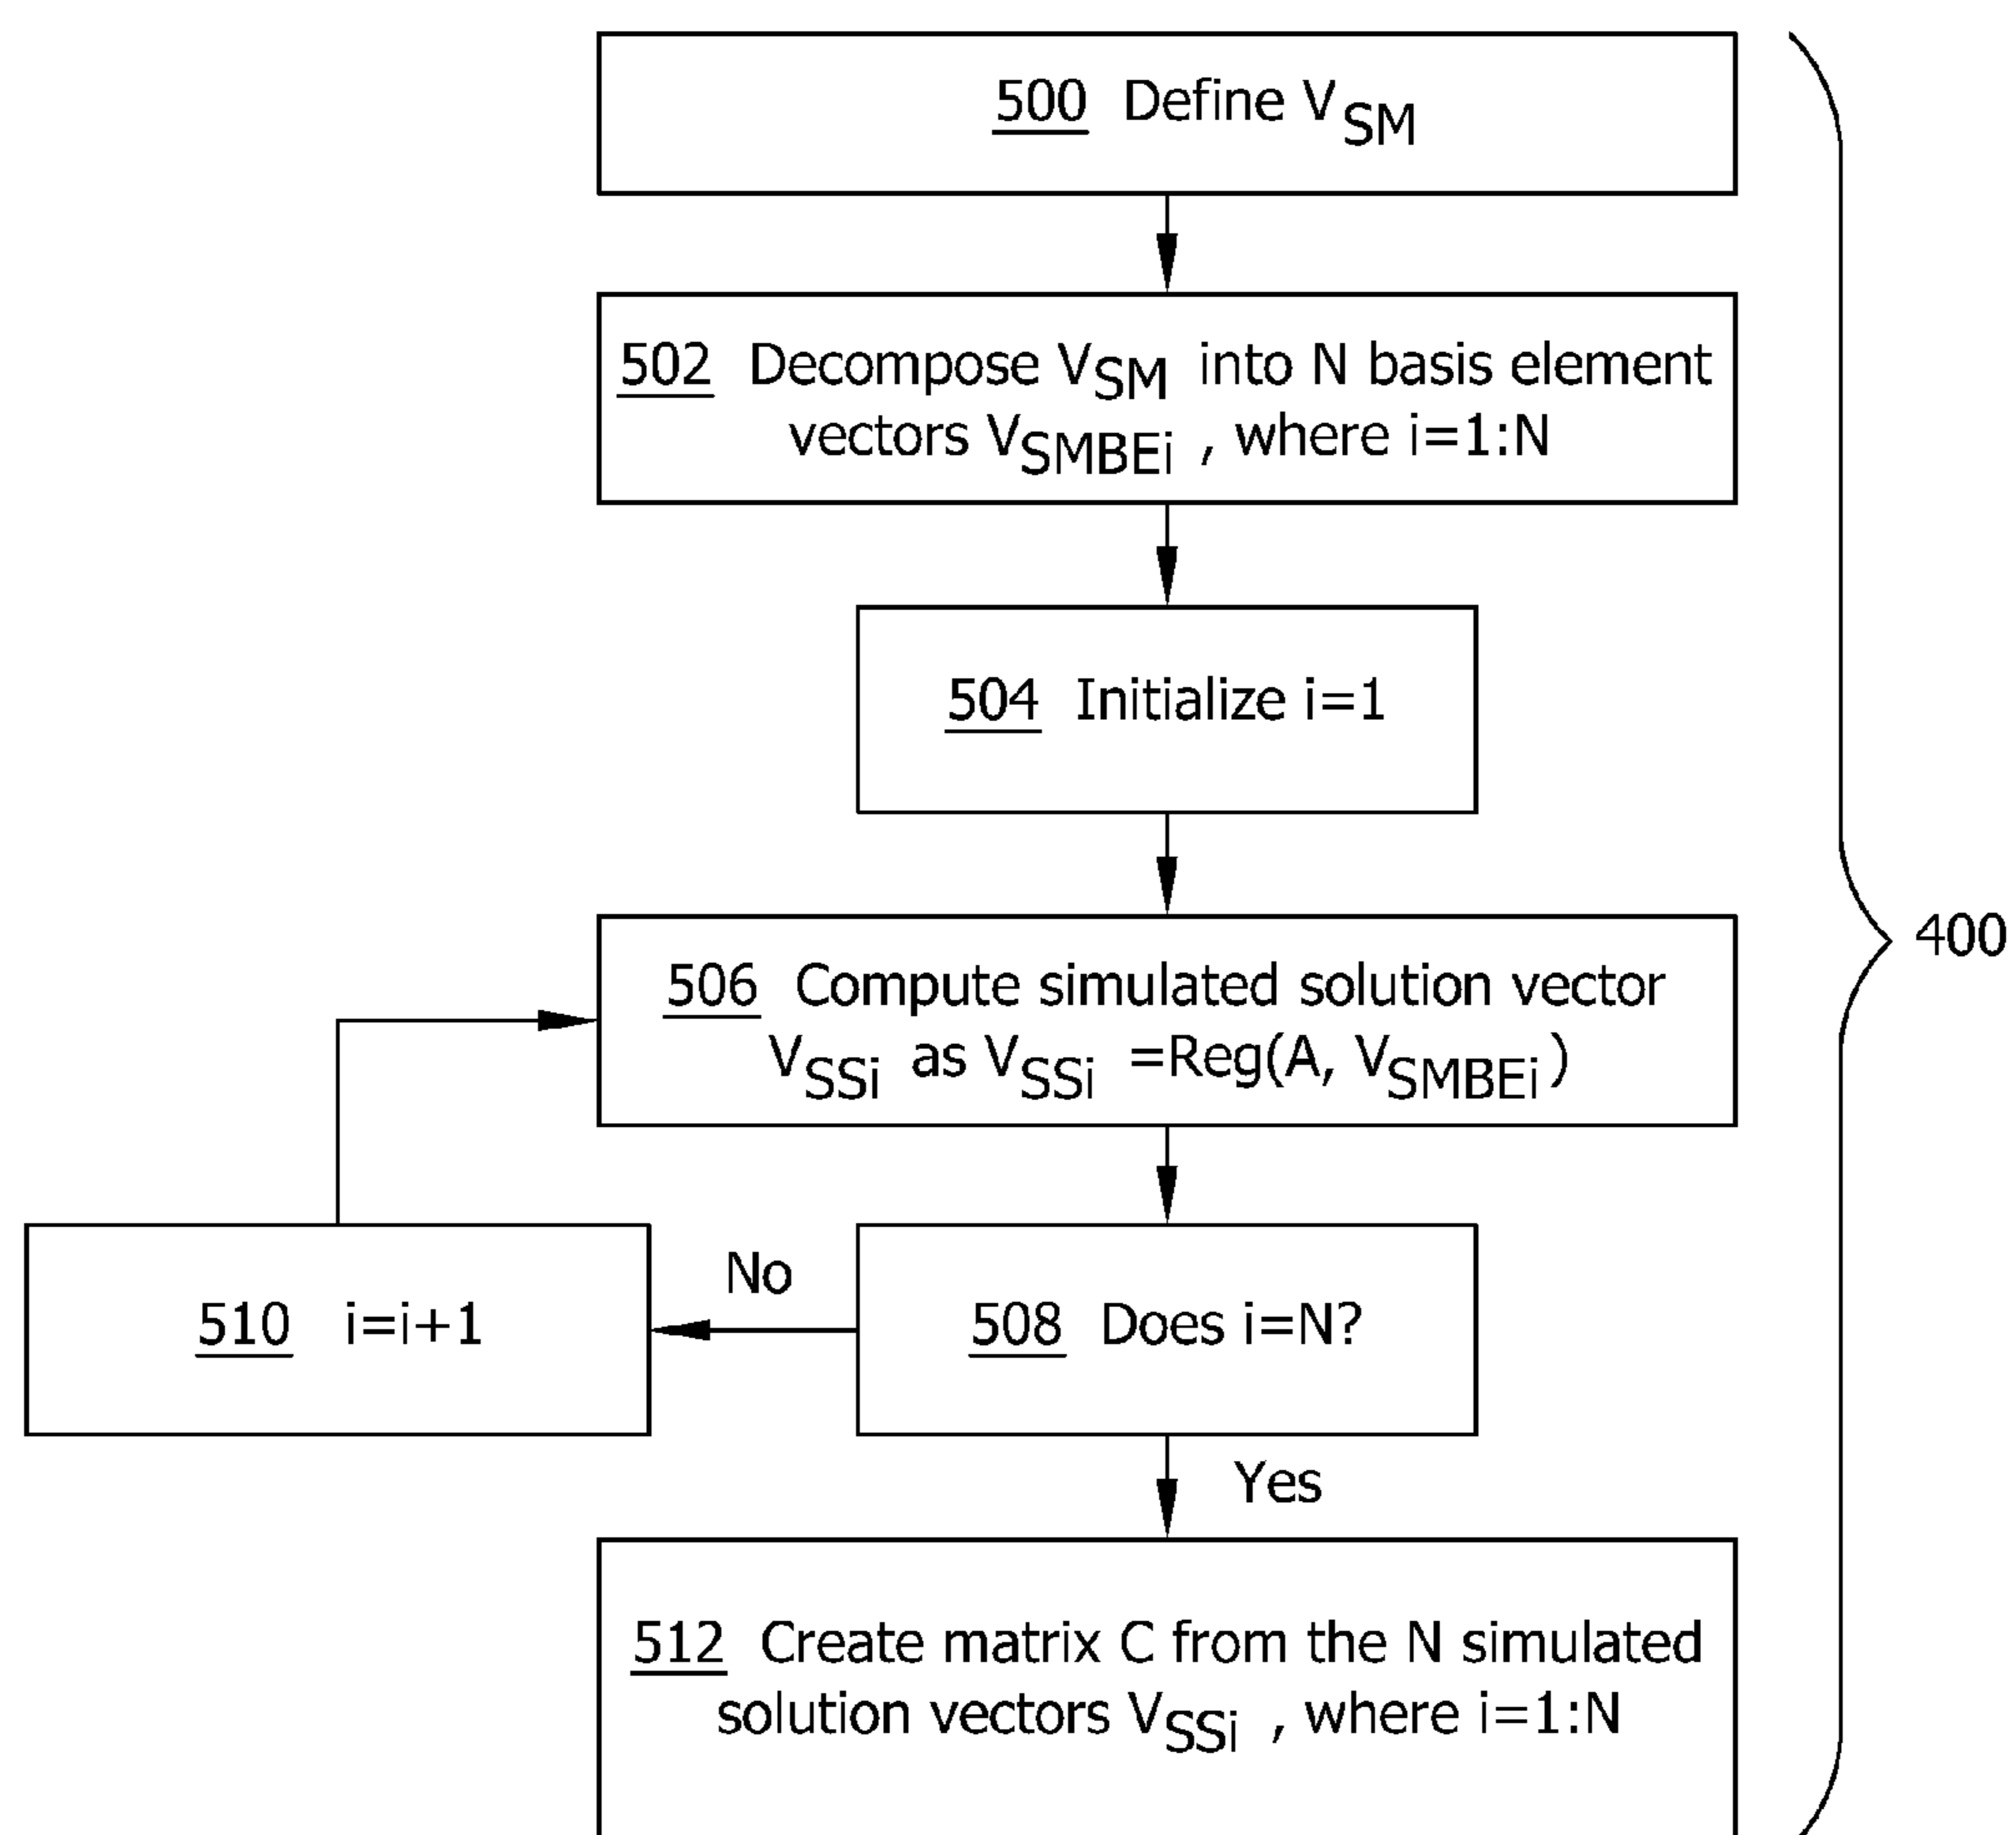 500 Define VSM
502 Decompose VSM into N basis element
vectors VSMBEi , where i=1:N
504 Initialize i=1
506 Compute simulated solution vector
VSSi as VSSi =Reg(A, VSMBEi)
400
No
510 i=i+1
508 Does i=N?
Yes
512 Create matrix C from the N simulated
solution vectors VSSi , where i=1:N